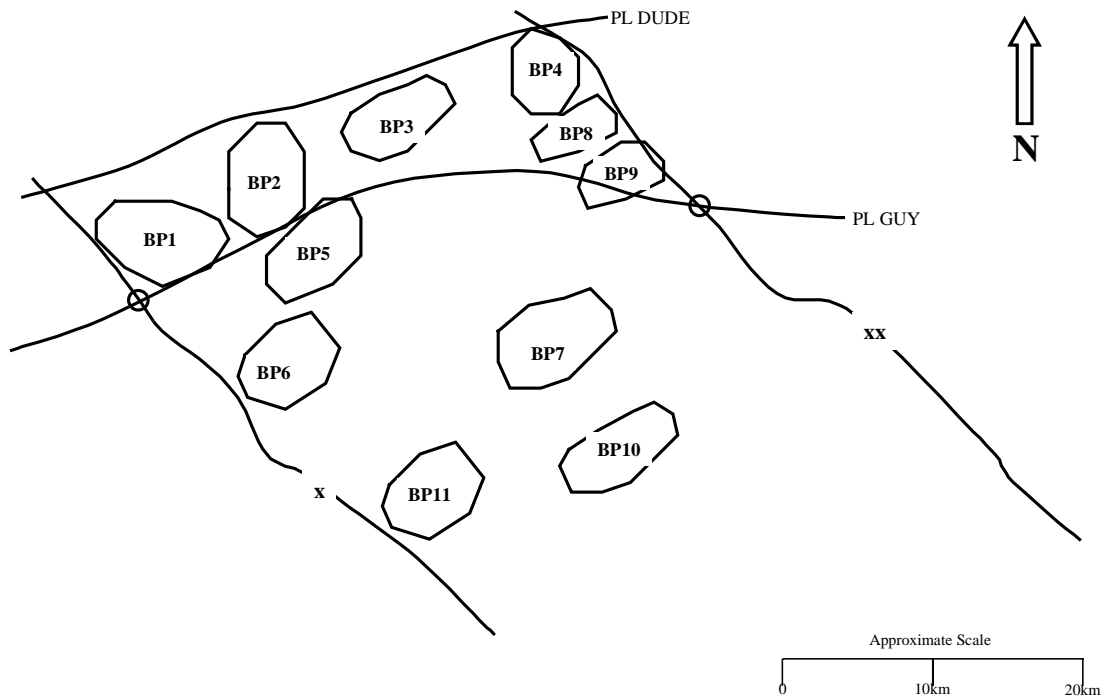 PL DUDE
BP4
BP3
BP8
N
BP9
BP2
PL GUY
BP1
BP5
xx
BP7
BP6
BP10
x
BP11
Approximate Scale
0
10km
20km